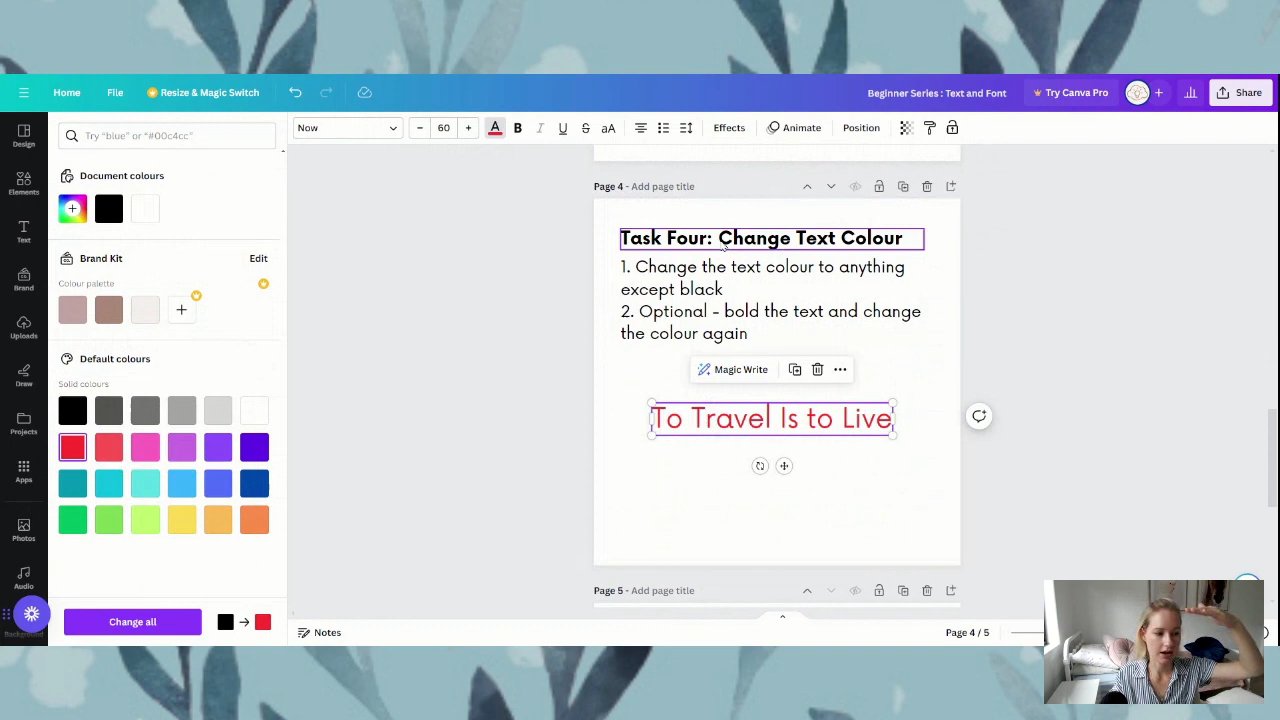 Home File Resize & Magic Switch Beginner Series : Text and Font Try Canva Pro Share
Try “blue” or “#00c4cc”
Now 60 A B I U S aA Effects Animate Position
Design
Elements
Text
Brand
Uploads
Draw
Projects
Apps
Photos
Audio
Background
Document colours
Brand Kit Edit
Colour palette
Default colours
Solid colours
Change all
Page 4 - Add page title
Task Four: Change Text Colour
1. Change the text colour to anything
except black
2. Optional - bold the text and change
the colour again
Magic Write
To Travel Is to Live
Page 5 - Add page title
Notes
Page 4 / 5